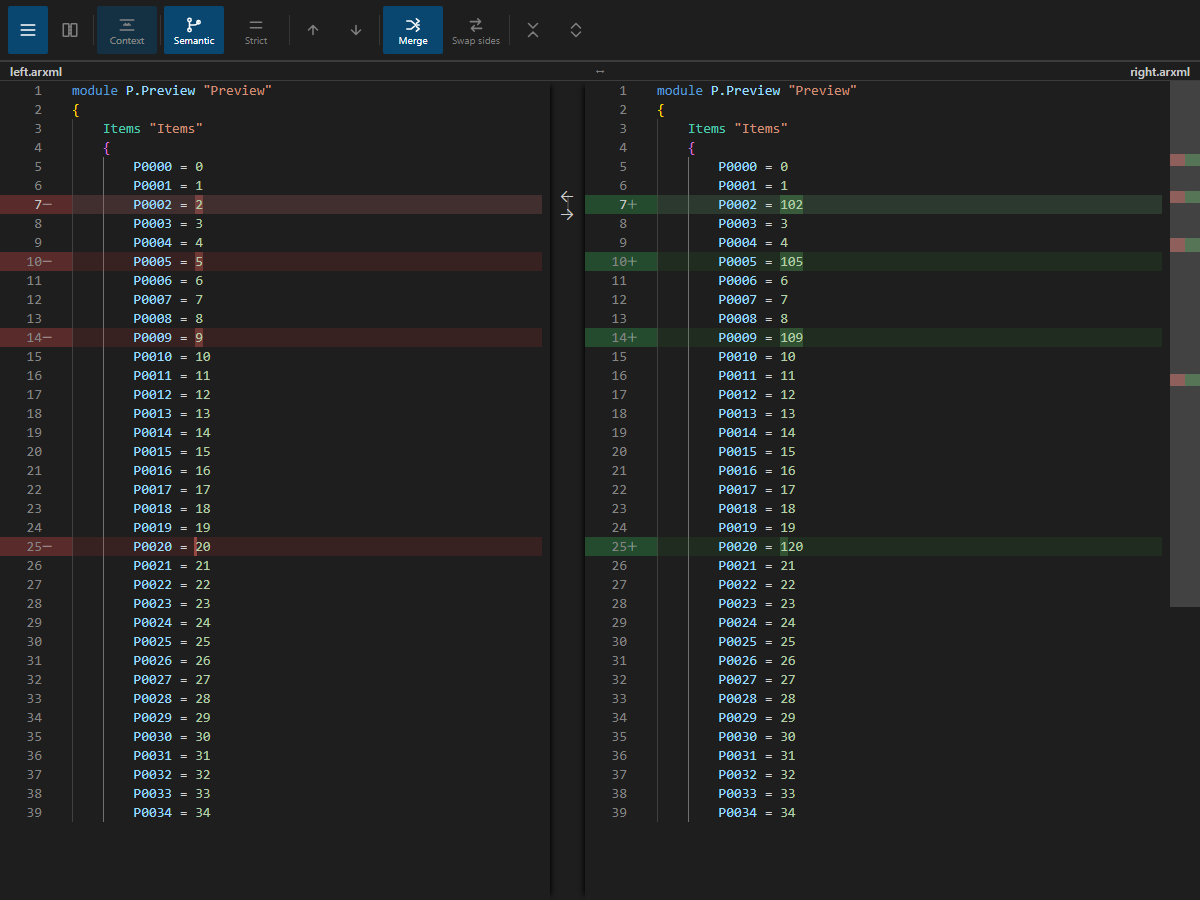 Context Semantic Strict Merge Swap sides
left.arxml ↔ right.arxml
1 module P.Preview "Preview"
2 {
3 Items "Items"
4 {
5 P0000 = 0
6 P0001 = 1
7− P0002 = 2
8 P0003 = 3
9 P0004 = 4
10− P0005 = 5
11 P0006 = 6
12 P0007 = 7
13 P0008 = 8
14− P0009 = 9
15 P0010 = 10
16 P0011 = 11
17 P0012 = 12
18 P0013 = 13
19 P0014 = 14
20 P0015 = 15
21 P0016 = 16
22 P0017 = 17
23 P0018 = 18
24 P0019 = 19
25− P0020 = 20
26 P0021 = 21
27 P0022 = 22
28 P0023 = 23
29 P0024 = 24
30 P0025 = 25
31 P0026 = 26
32 P0027 = 27
33 P0028 = 28
34 P0029 = 29
35 P0030 = 30
36 P0031 = 31
37 P0032 = 32
38 P0033 = 33
39 P0034 = 34
1 module P.Preview "Preview"
2 {
3 Items "Items"
4 {
5 P0000 = 0
6 P0001 = 1
7+ P0002 = 102
8 P0003 = 3
9 P0004 = 4
10+ P0005 = 105
11 P0006 = 6
12 P0007 = 7
13 P0008 = 8
14+ P0009 = 109
15 P0010 = 10
16 P0011 = 11
17 P0012 = 12
18 P0013 = 13
19 P0014 = 14
20 P0015 = 15
21 P0016 = 16
22 P0017 = 17
23 P0018 = 18
24 P0019 = 19
25+ P0020 = 120
26 P0021 = 21
27 P0022 = 22
28 P0023 = 23
29 P0024 = 24
30 P0025 = 25
31 P0026 = 26
32 P0027 = 27
33 P0028 = 28
34 P0029 = 29
35 P0030 = 30
36 P0031 = 31
37 P0032 = 32
38 P0033 = 33
39 P0034 = 34